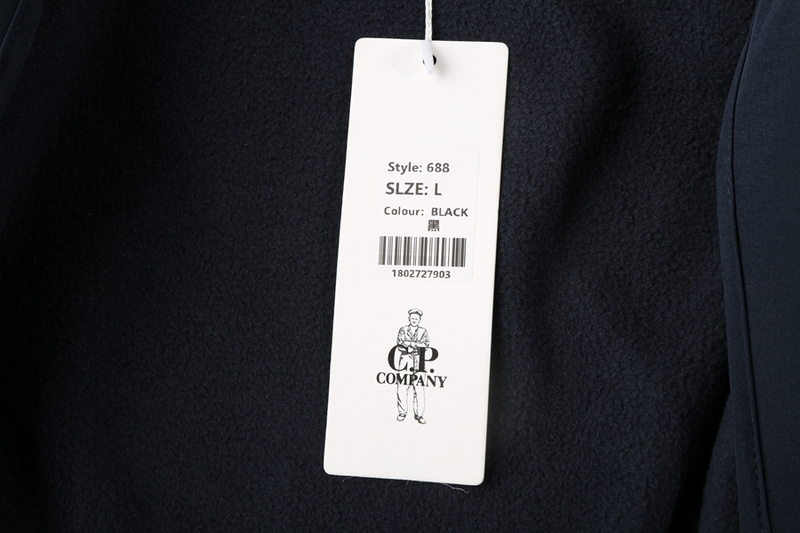 Style: 688
SLZE: L
Colour: BLACK
黑
1802727903
C.P.
COMPANY